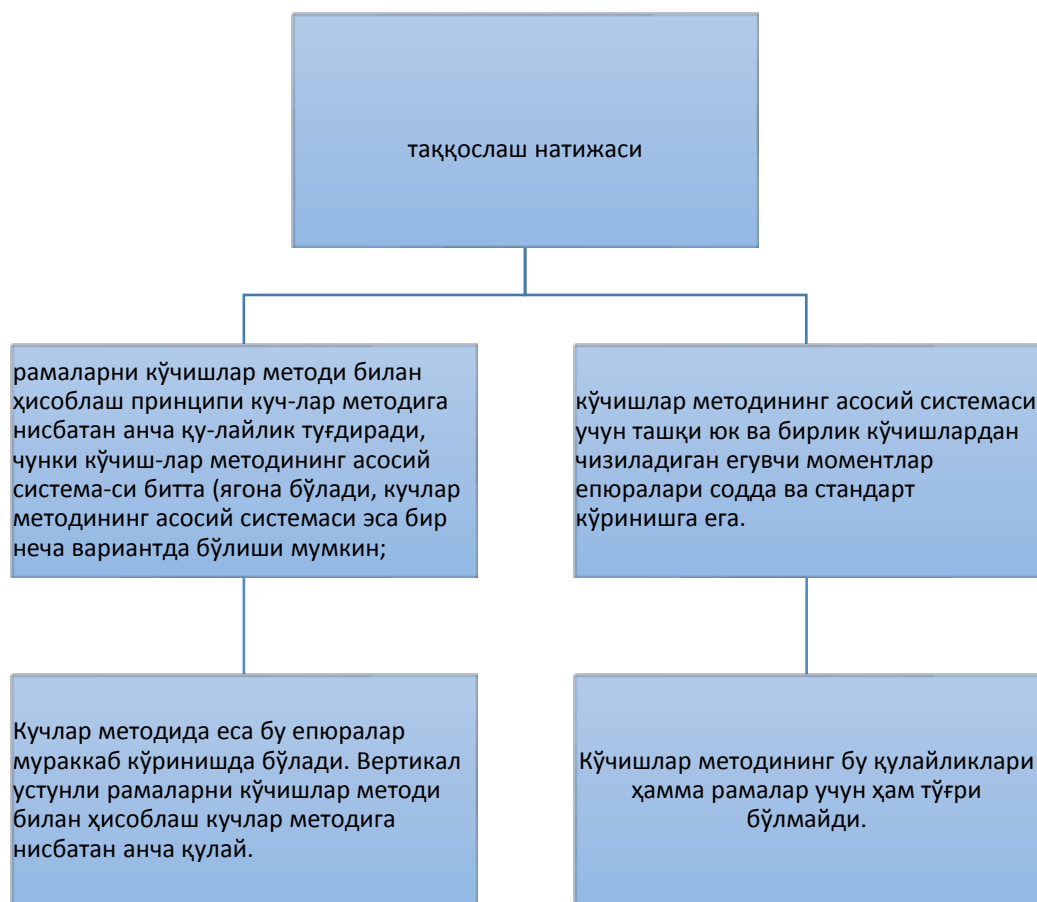 таққослаш натижаси
рамаларни кўчишлар методи билан
ҳисоблаш принципи куч-лар методига
нисбатан анча қу-лайлик туғдиради,
чунки кўчиш-лар методининг асосий
система-си битта (ягона бўлади, кучлар
методининг асосий системаси эса бир
неча вариантда бўлиши мумкин;
кўчишлар методининг асосий системаси
учун ташқи юк ва бирлик кўчишлардан
чизиладиган егувчи моментлар
епюралари содда ва стандарт
кўринишга ега.
Кучлар методида еса бу епюралар
мураккаб кўринишда бўлади. Вертикал
устунли рамаларни кўчишлар методи
билан ҳисоблаш кучлар методига
нисбатан анча қулай.
Кўчишлар методининг бу қулайликлари
ҳамма рамалар учун ҳам тўғри
бўлмайди.